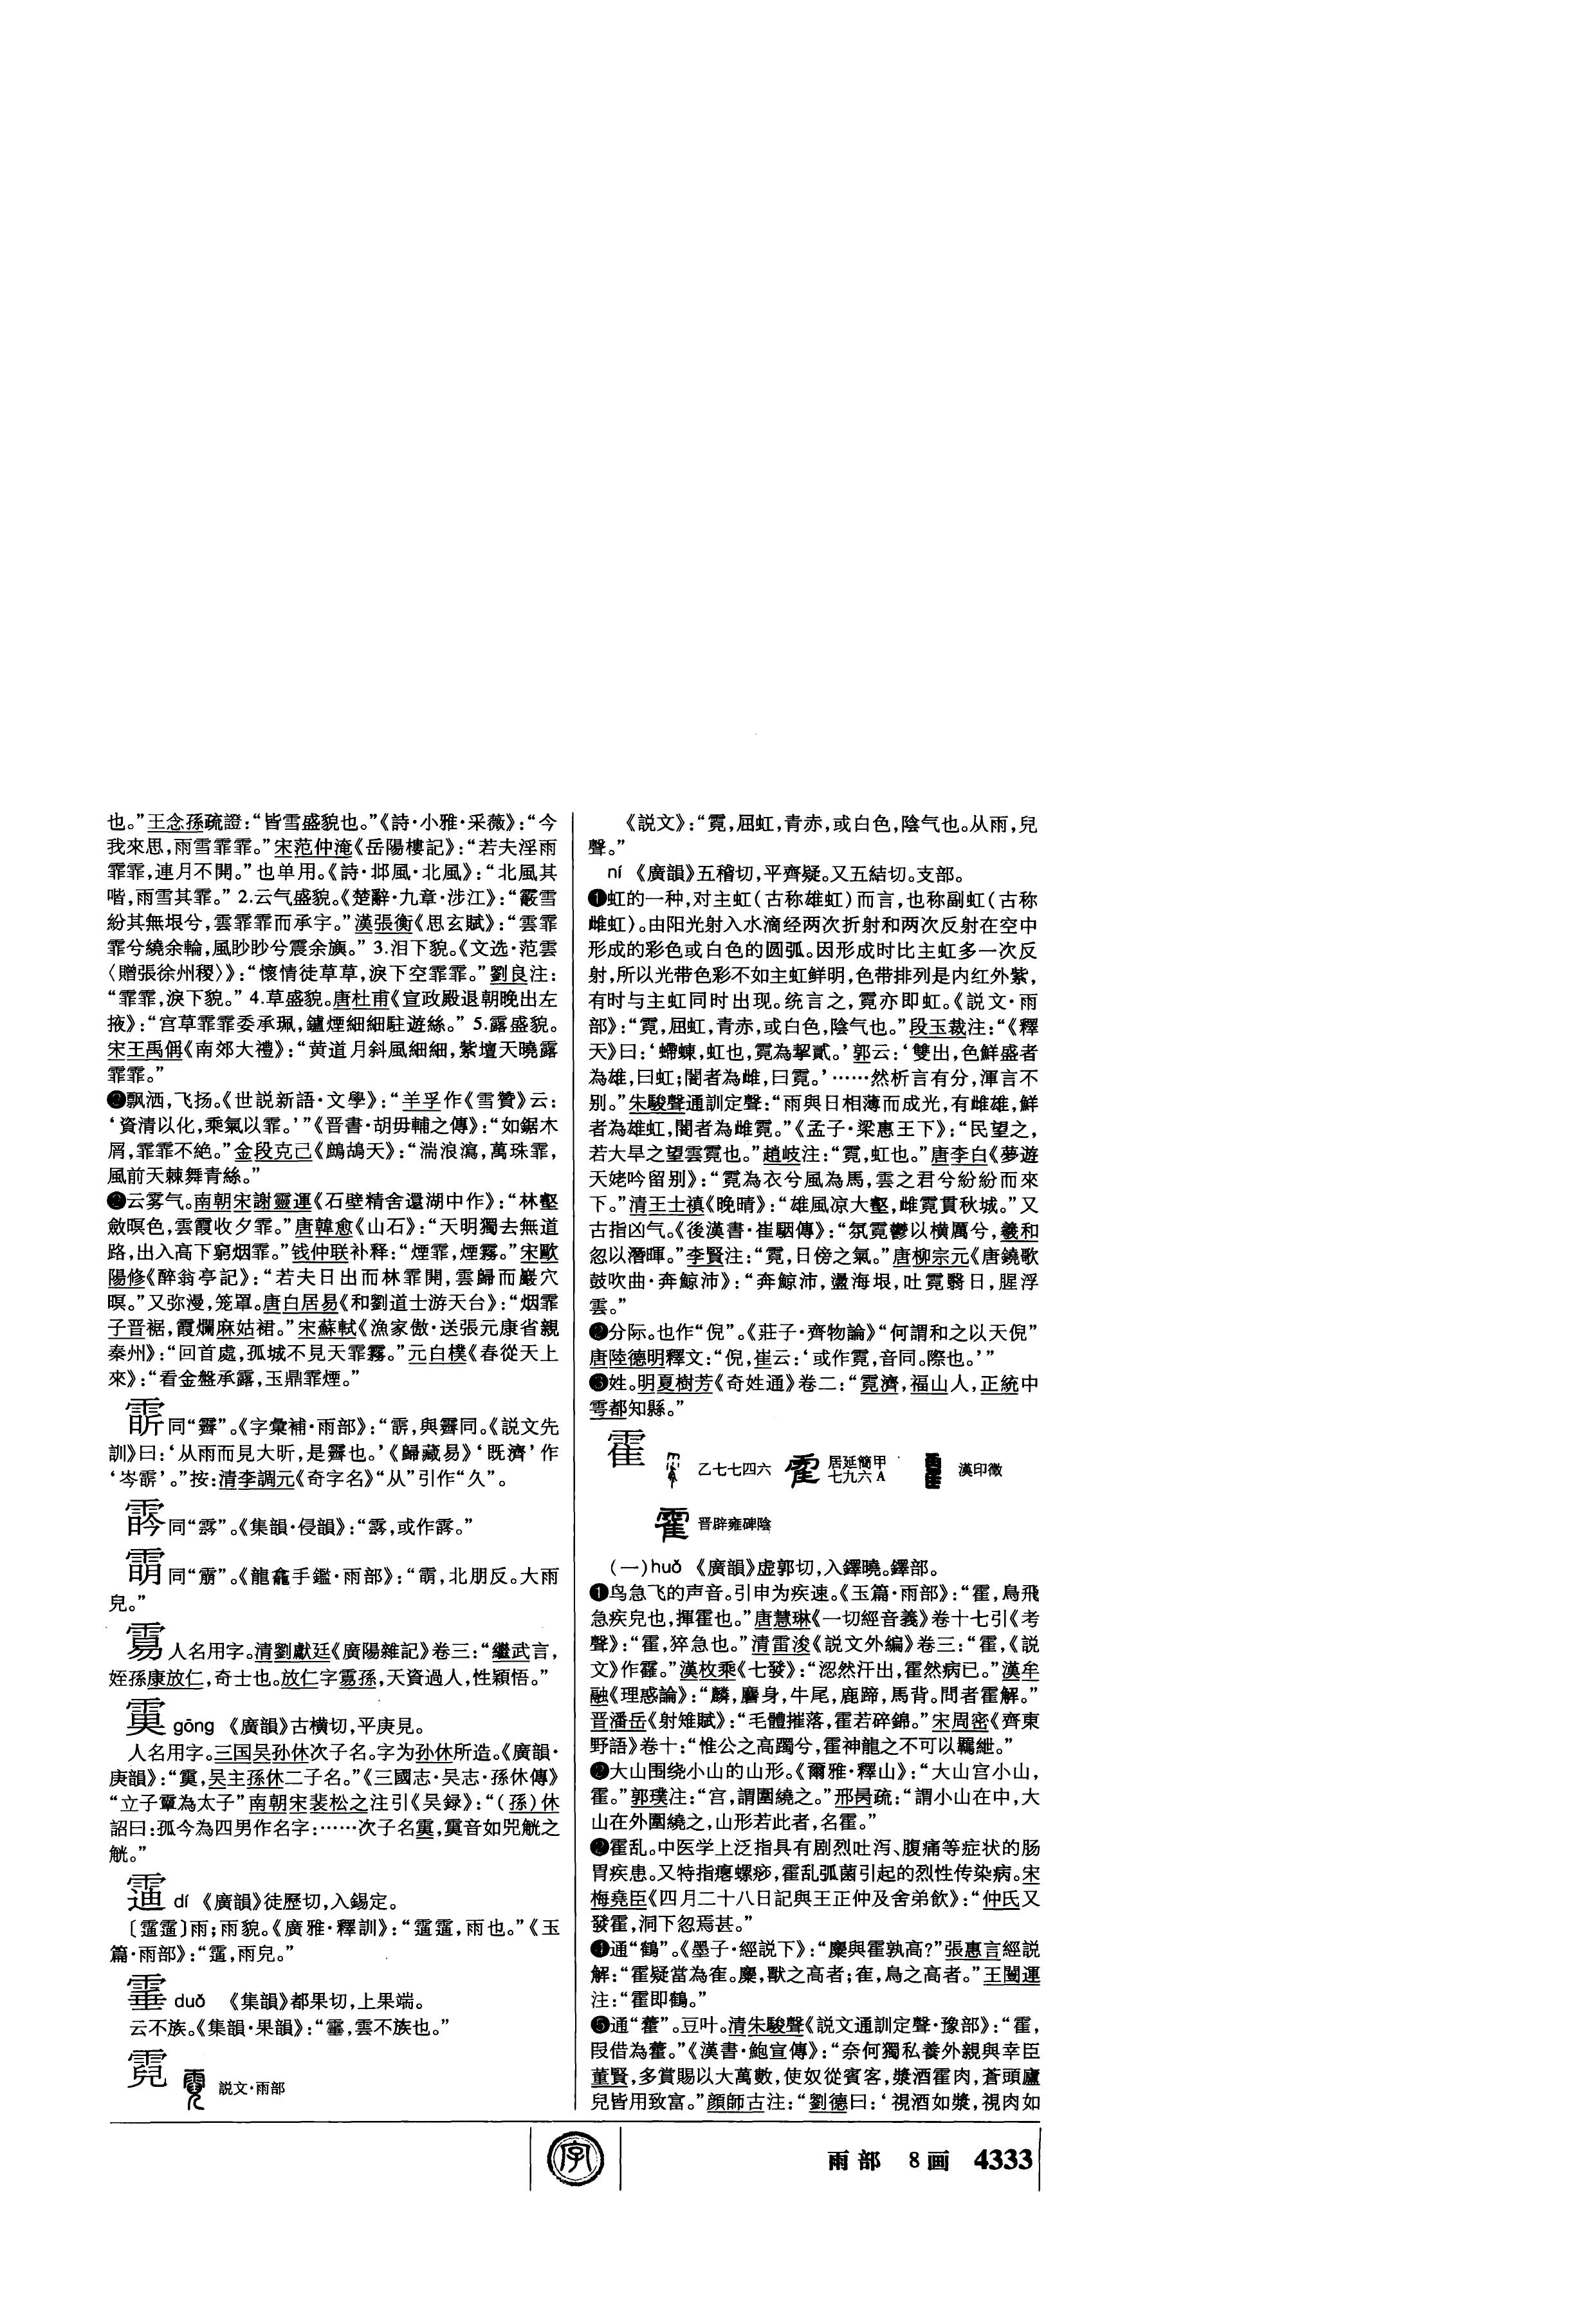 也。”王念孫疏證：“皆雪盛貌也。”《詩·小雅·采薇》：“今
我來思，雨雪霏霏。”宋范仲淹《岳陽樓記》：“若夫淫雨
霏霏，連月不開。”也单用。《詩·邶風·北風》：“北風其
喈，雨雪其霏。” 2.云气盛貌。《楚辭·九章·涉江》：“霰雪
紛其無垠兮，雲霏霏而承宇。”漢張衡《思玄賦》：“雲霏
霏兮繞余輪，風眇眇兮震余旟。” 3.泪下貌。《文选·范雲
〈贈張徐州稷〉》：“懷情徒草草，淚下空霏霏。”劉良注：
“霏霏，淚下貌。” 4.草盛貌。唐杜甫《宣政殿退朝晚出左
掖》：“宫草霏霏委承珮，鑪煙細細駐遊絲。” 5.露盛貌。
宋王禹偁《南郊大禮》：“黄道月斜風細細，紫壇天曉露
霏霏。”
❷飘洒，飞扬。《世説新語·文學》：“羊孚作《雪贊》云：
‘資清以化，乘氣以霏。’”《晋書·胡毋輔之傳》：“如鋸木
屑，霏霏不絶。”金段克己《鷓鴣天》：“湍浪瀉，萬珠霏，
風前天棘舞青絲。”
❸云雾气。南朝宋謝靈運《石壁精舍還湖中作》：“林壑
斂暝色，雲霞收夕霏。”唐韓愈《山石》：“天明獨去無道
路，出入高下窮烟霏。”钱仲联补释：“煙霏，煙霧。”宋歐
陽修《醉翁亭記》：“若夫日出而林霏開，雲歸而巖穴
暝。”又弥漫，笼罩。唐白居易《和劉道士游天台》：“烟霏
子晋裾，霞爛麻姑裙。”宋蘇軾《漁家傲·送張元康省親
秦州》：“回首處，孤城不見天霏霧。”元白樸《春從天上
來》：“看金盤承露，玉鼎霏煙。”
同“霽”。《字彙補·雨部》：“，與霽同。《説文先
訓》曰：‘从雨而見大昕，是霽也。’《歸藏易》‘既濟’作
‘岑’。”按：清李調元《奇字名》“从”引作“久”。
同“霒”。《集韻·侵韻》：“霒，或作。”
同“”。《龍龕手鑑·雨部》：“，北朋反。大雨
皃。”
人名用字。清劉獻廷《廣陽雜記》卷三：“繼武言，
姪孫康放仁，奇士也。放仁字孫，天資過人，性穎悟。”
gōng 《廣韻》古横切，平庚見。
人名用字。三国吴孙休次子名。字为孙休所造。《廣韻·
庚韻》：“，吴主孫休二子名。”《三國志·吴志·孫休傳》
“立子𩅦為太子”南朝宋裴松之注引《吴録》：“（孫）休
詔曰：孤今為四男作名字：……次子名，音如兕觥之
觥。”
dí 《廣韻》徒歷切，入錫定。
〔〕雨；雨貌。《廣雅·釋訓》：“，雨也。”《玉
篇·雨部》：“，雨皃。”
duǒ 《集韻》都果切，上果端。
云不族。《集韻·果韻》：“，雲不族也。”
霓 説文·雨部
《説文》：“霓，屈虹，青赤，或白色，陰气也。从雨，兒
聲。”
ní 《廣韻》五稽切，平齊疑。又五結切。支部。
❶虹的一种，对主虹（古称雄虹）而言，也称副虹（古称
雌虹）。由阳光射入水滴经两次折射和两次反射在空中
形成的彩色或白色的圆弧。因形成时比主虹多一次反
射，所以光带色彩不如主虹鲜明，色带排列是内红外紫，
有时与主虹同时出现。统言之，霓亦即虹。《説文·雨
部》：“霓，屈虹，青赤，或白色，陰气也。”段玉裁注：“《釋
天》曰：‘螮蝀，虹也，霓為挈貳。’郭云：‘雙出，色鮮盛者
為雄，曰虹；闇者為雌，曰霓。’……然析言有分，渾言不
别。”朱駿聲通訓定聲：“雨與日相薄而成光，有雌雄，鮮
者為雄虹，闇者為雌霓。”《孟子·梁惠王下》：“民望之，
若大旱之望雲霓也。”趙岐注：“霓，虹也。”唐李白《夢遊
天姥吟留别》：“霓為衣兮風為馬，雲之君兮紛紛而來
下。”清王士禛《晚晴》：“雄風凉大壑，雌霓貫秋城。”又
古指凶气。《後漢書·崔駰傳》：“氛霓鬱以横厲兮，羲和
忽以潛暉。”李賢注：“霓，日傍之氣。”唐柳宗元《唐鐃歌
鼓吹曲·奔鯨沛》：“奔鯨沛，盪海垠，吐霓翳日，腥浮
雲。”
❷分际。也作“倪”。《莊子·齊物論》“何謂和之以天倪”
唐陸德明釋文：“倪，崔云：‘或作霓，音同。際也。’”
❸姓。明夏樹芳《奇姓通》卷二：“霓濟，福山人，正統中
雩都知縣。”
霍 乙七七四六 居延簡甲七九六A 漢印徵
晋辟雍碑陰
（一）huǒ 《廣韻》虚郭切，入鐸曉。鐸部。
❶鸟急飞的声音。引申为疾速。《玉篇·雨部》：“霍，鳥飛
急疾皃也，揮霍也。”唐慧琳《一切經音義》卷十七引《考
聲》：“霍，猝急也。”清雷浚《説文外編》卷三：“霍，《説
文》作靃。”漢枚乘《七發》：“涊然汗出，霍然病已。”漢牟
融《理惑論》：“麟，麏身，牛尾，鹿蹄，馬背。問者霍解。”
晋潘岳《射雉賦》：“毛體摧落，霍若碎錦。”宋周密《齊東
野語》卷十：“惟公之高躅兮，霍神龍之不可以羈紲。”
❷大山围绕小山的山形。《爾雅·釋山》：“大山宫小山，
霍。”郭璞注：“宫，謂圍繞之。”邢昺疏：“謂小山在中，大
山在外圍繞之，山形若此者，名霍。”
❸霍乱。中医学上泛指具有剧烈吐泻、腹痛等症状的肠
胃疾患。又特指瘪螺痧，霍乱弧菌引起的烈性传染病。宋
梅堯臣《四月二十八日記與王正仲及舍弟飲》：“仲氏又
發霍，洞下忽焉甚。”
❹通“鶴”。《墨子·經説下》：“麋與霍孰高？”張惠言經説
解：“霍疑當為隺。麋，獸之高者；隺，鳥之高者。”王闓運
注：“霍即鶴。”
❺通“藿”。豆叶。清朱駿聲《説文通訓定聲·豫部》：“霍，
叚借為藿。”《漢書·鮑宣傳》：“奈何獨私養外親與幸臣
董賢，多賞賜以大萬數，使奴從賓客，漿酒霍肉，蒼頭廬
兒皆用致富。”顔師古注：“劉德曰：‘視酒如漿，視肉如
字 雨部 8画 4333